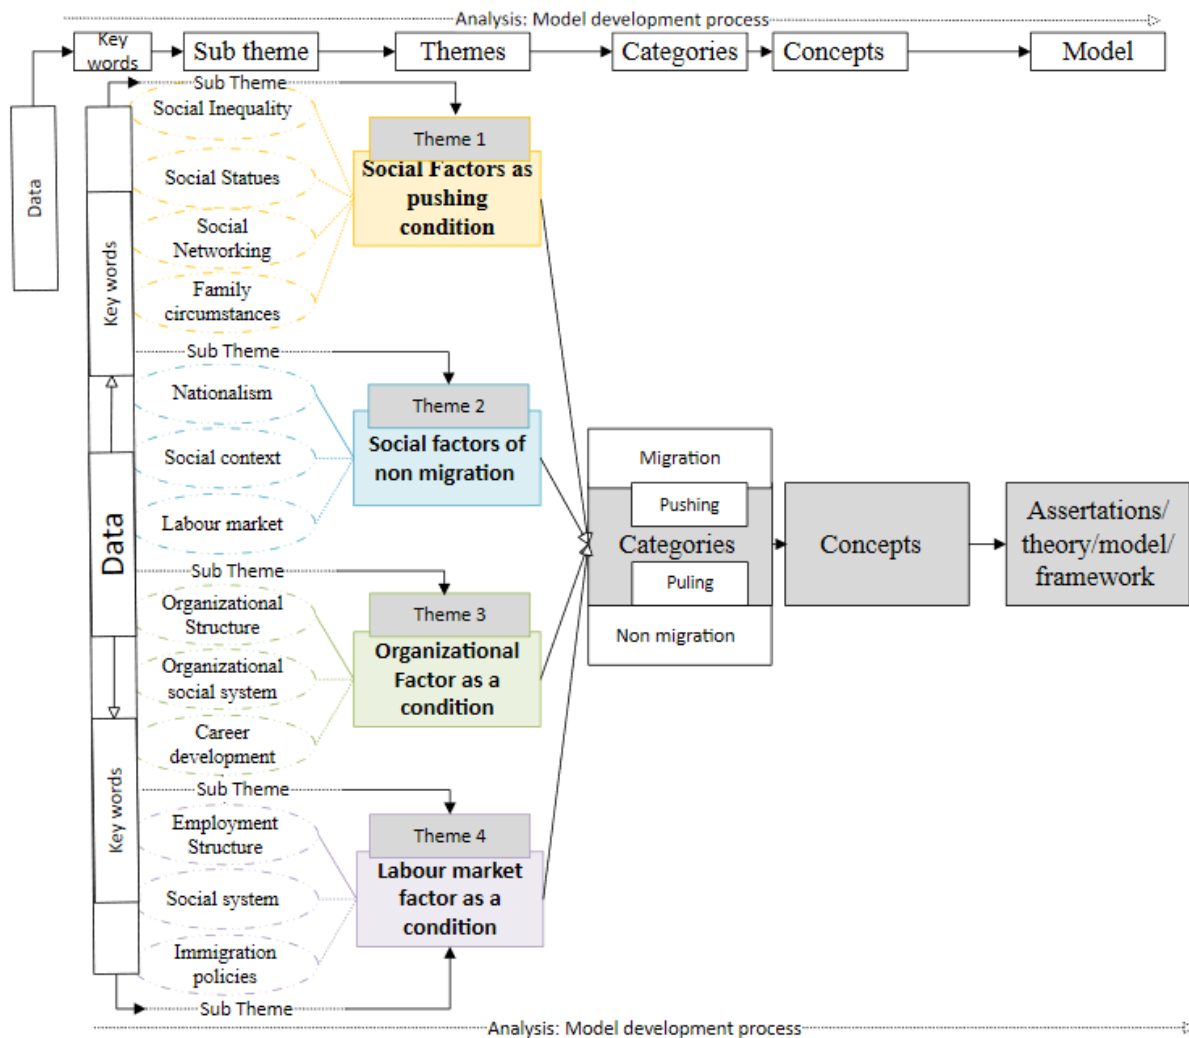 Analysis: Model development process
Key
words
Sub theme
Themes
Categories
Concepts
Model
Data
Sub Theme
Social Inequality
Social Statues
Social
Networking
Family
circumstances
Theme 1
Social Factors as
pushing
condition
Key words
Sub Theme
Nationalism
Social context
Labour market
Theme 2
Social factors of
non migration
Data
Sub Theme
Organizational
Structure
Organizational
social system
Career
development
Theme 3
Organizational
Factor as a
condition
Key words
Sub Theme
Employment
Structure
Social system
Immigration
policies
Theme 4
Labour market
factor as a
condition
Sub Theme
Migration
Pushing
Categories
Puling
Non migration
Concepts
Assertations/
theory/model/
framework
Analysis: Model development process